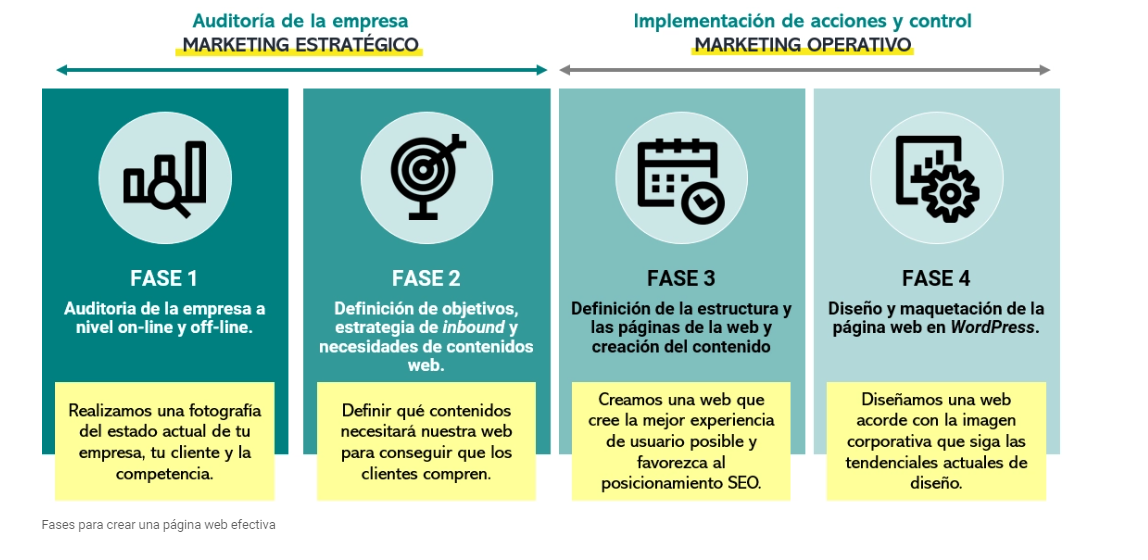 Auditoría de la empresa
MARKETING ESTRATÉGICO
Implementación de acciones y control
MARKETING OPERATIVO
FASE 1
Auditoria de la empresa a
nivel on-line y off-line.
Realizamos una fotografía
del estado actual de tu
empresa, tu cliente y la
competencia.
FASE 2
Definición de objetivos,
estrategia de inbound y
necesidades de contenidos
web.
Definir qué contenidos
necesitará nuestra web
para conseguir que los
clientes compren.
FASE 3
Definición de la estructura y
las páginas de la web y
creación del contenido
Creamos una web que
cree la mejor experiencia
de usuario posible y
favorezca al
posicionamiento SEO.
FASE 4
Diseño y maquetación de la
página web en WordPress.
Diseñamos una web
acorde con la imagen
corporativa que siga las
tendenciales actuales de
diseño.
Fases para crear una página web efectiva